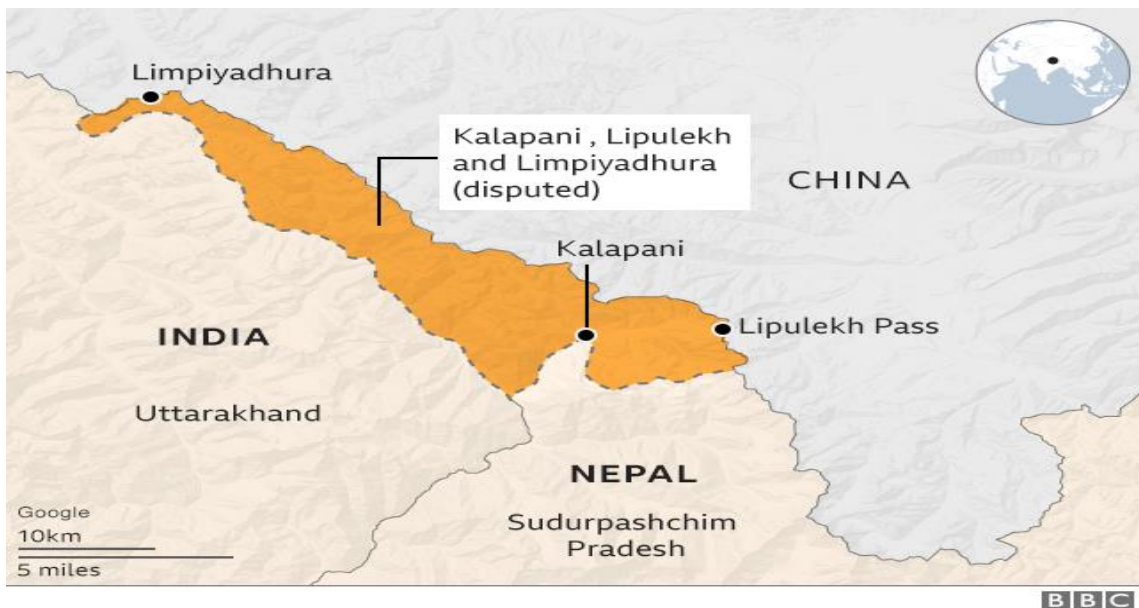 Limpiyadhura
Kalapani , Lipulekh
and Limpiyadhura
(disputed)
CHINA
Kalapani
Lipulekh Pass
INDIA
Uttarakhand
NEPAL
Sudurpashchim
Pradesh
Google
10km
5 miles
BBC